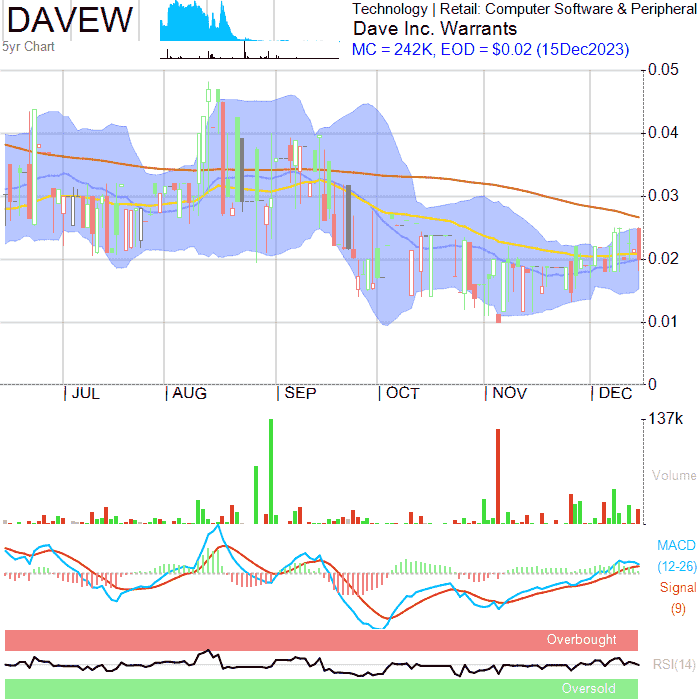 DAVEW
Technology | Retail: Computer Software & Peripheral
Dave Inc. Warrants
5yr Chart
MC = 242K, EOD = $0.02 (15Dec2023)
0.05
0.04
0.03
0.02
0.01
0
JUL
AUG
SEP
OCT
NOV
DEC
137k
Volume
MACD
(12-26)
Signal
(9)
Overbought
RSI(14)
Oversold